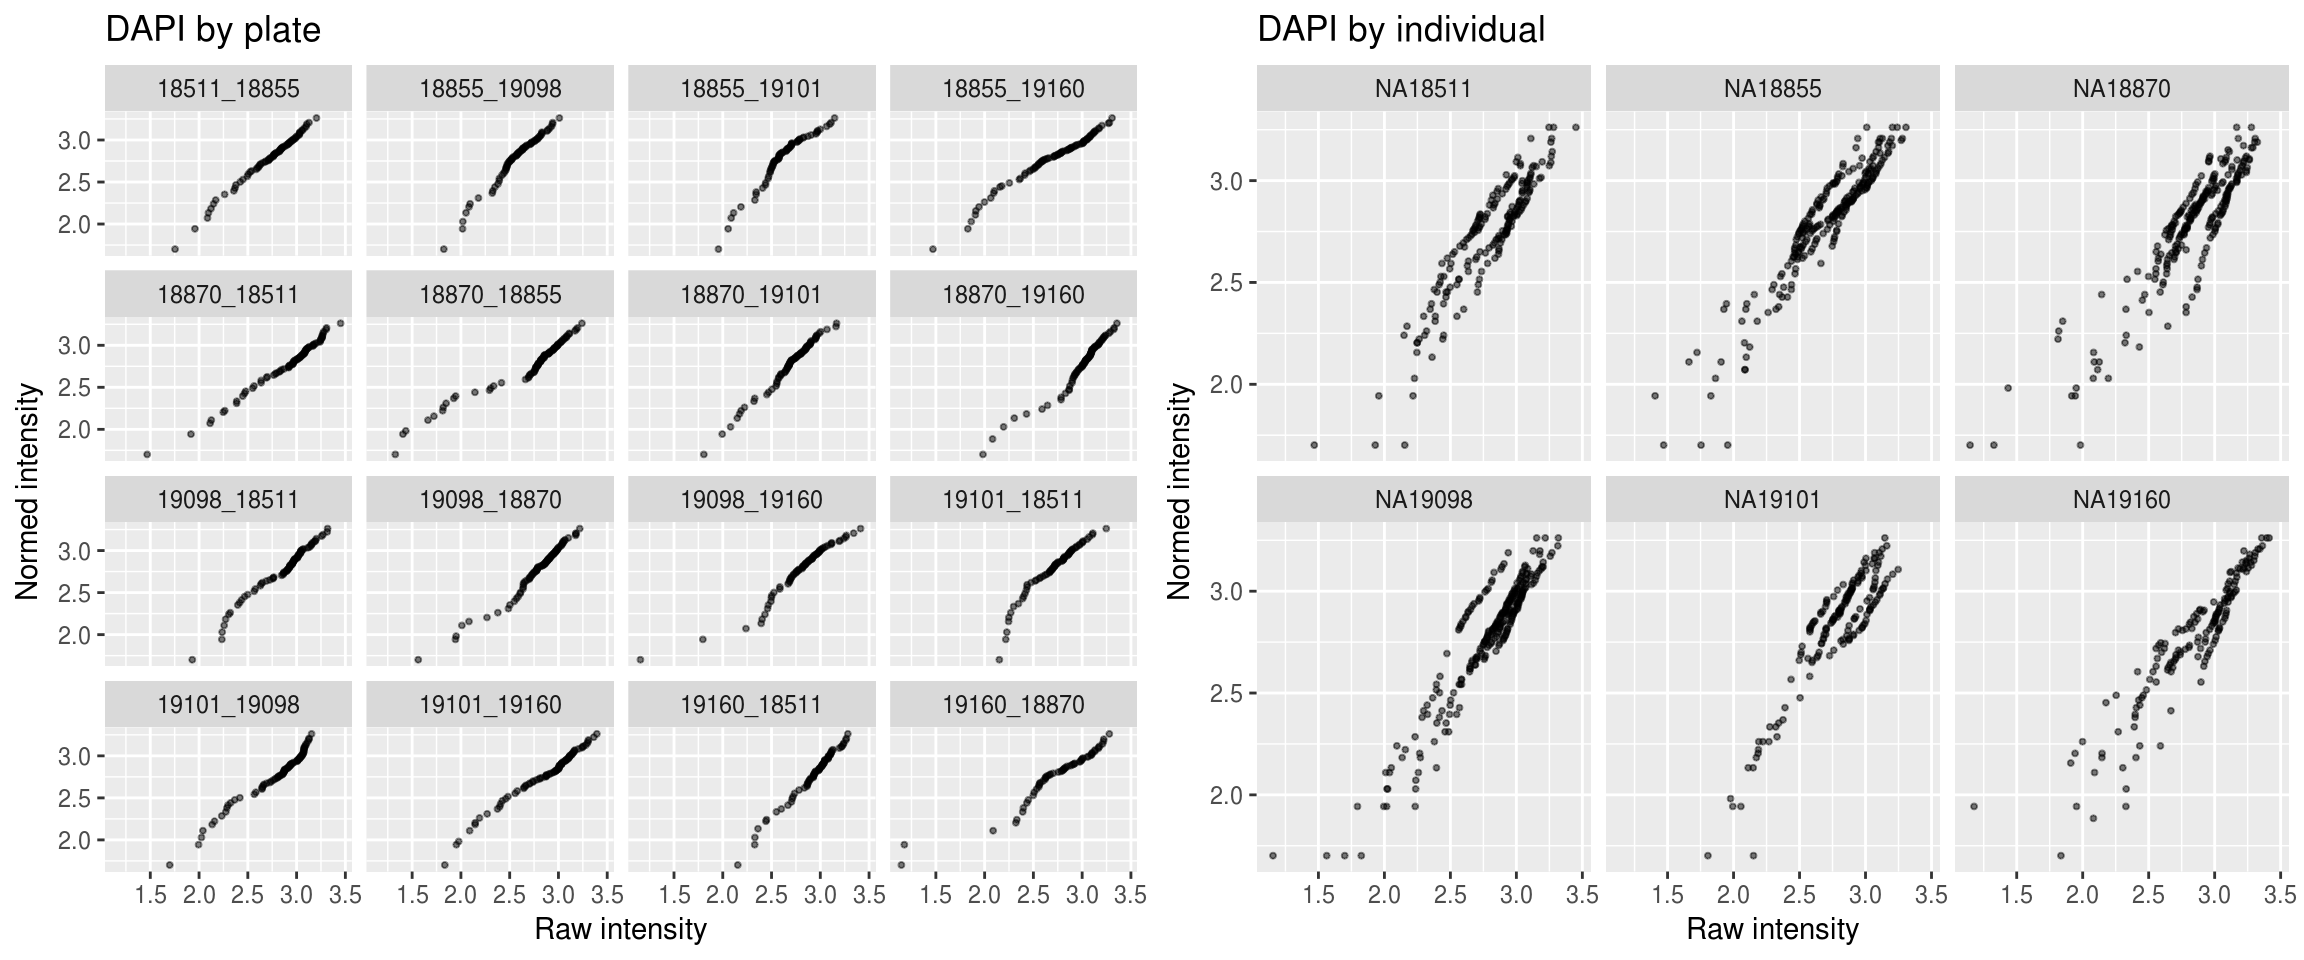 DAPI by plate
18511_18855 18855_19098 18855_19101 18855_19160
3.0
2.5
2.0
18870_18511 18870_18855 18870_19101 18870_19160
3.0
2.5
2.0
19098_18511 19098_18870 19098_19160 19101_18511
3.0
2.5
2.0
19101_19098 19101_19160 19160_18511 19160_18870
3.0
2.5
2.0
1.5 2.0 2.5 3.0 3.5 1.5 2.0 2.5 3.0 3.5 1.5 2.0 2.5 3.0 3.5 1.5 2.0 2.5 3.0 3.5
Raw intensity
Normed intensity
DAPI by individual
NA18511 NA18855 NA18870
3.0
2.5
2.0
NA19098 NA19101 NA19160
3.0
2.5
2.0
1.5 2.0 2.5 3.0 3.5 1.5 2.0 2.5 3.0 3.5 1.5 2.0 2.5 3.0 3.5
Raw intensity
Normed intensity